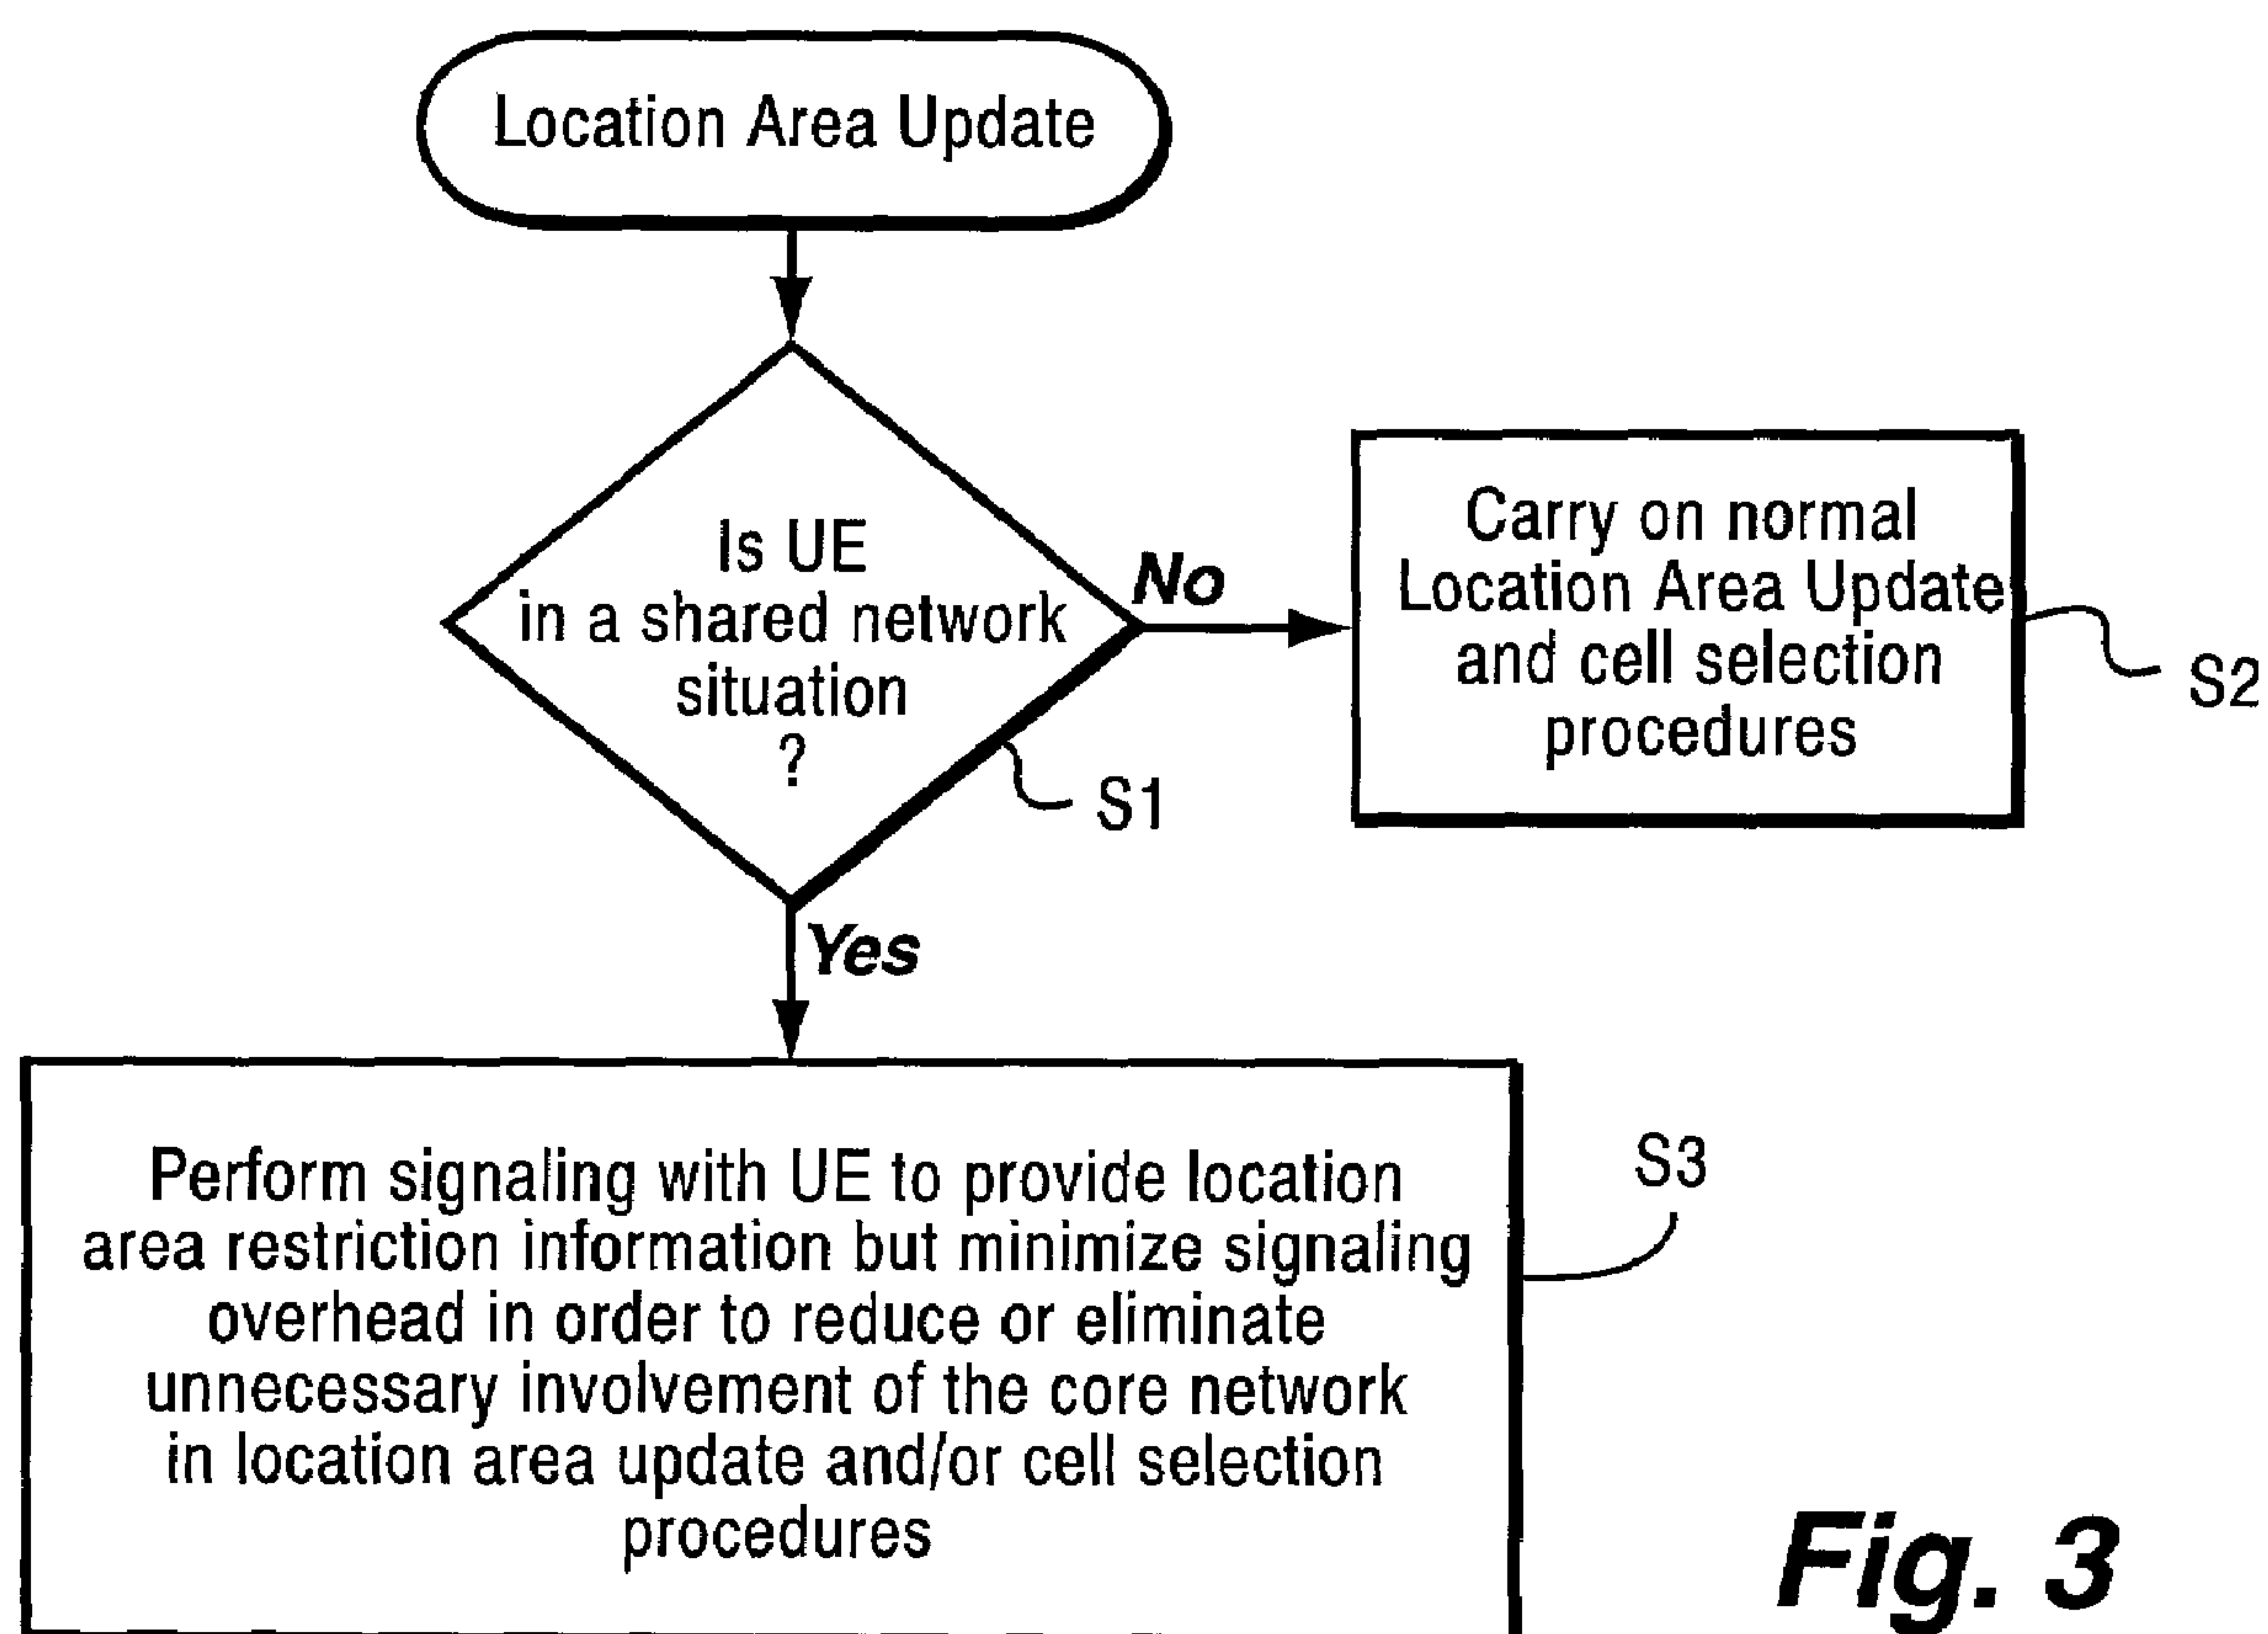 Location Area Update
Is UE
in a shared network
situation
?
No
S1
Carry on normal
Location Area Update
and cell selection
procedures
S2
Yes
Perform signaling with UE to provide location
area restriction information but minimize signaling
overhead in order to reduce or eliminate
unnecessary involvement of the core network
in location area update and/or cell selection
procedures
S3
Fig. 3